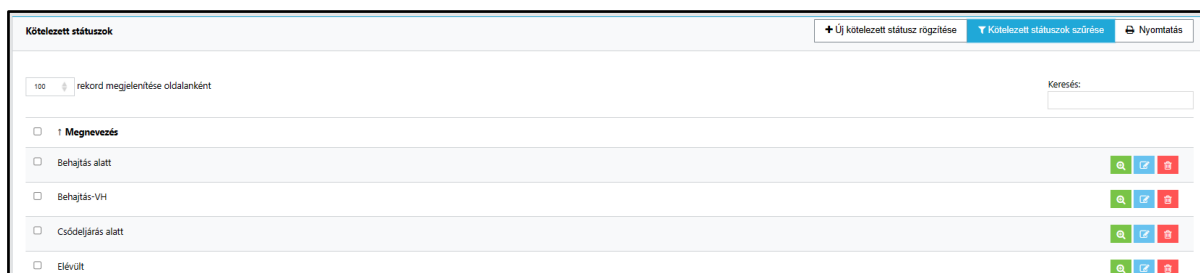 Kötelezett státuszok
Új kötelezett státusz rögzítése
Kötelezett státuszok szűrése
Nyomtatás
100 rekord megjelenítése oldalanként
Keresés:
↑ Megnevezés
Behajtás alatt
Behajtás-VH
Csődeljárás alatt
Elévült